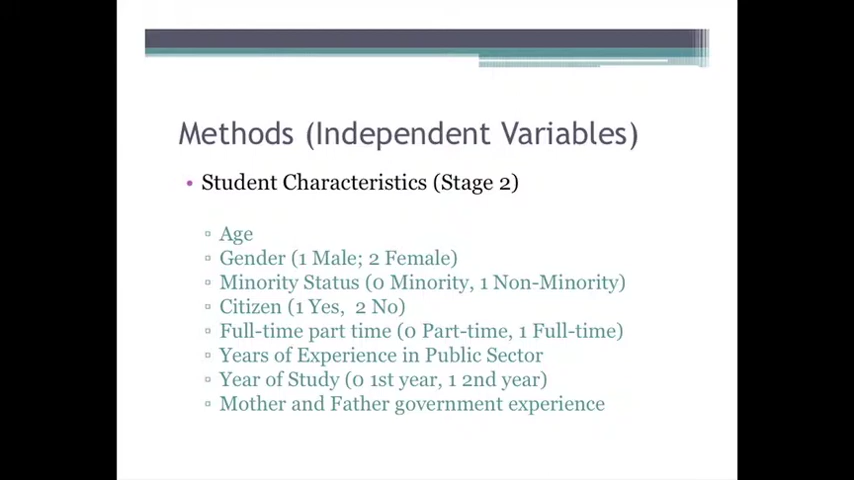 Methods (Independent Variables)
• Student Characteristics (Stage 2)
▫ Age
▫ Gender (1 Male; 2 Female)
▫ Minority Status (0 Minority, 1 Non-Minority)
▫ Citizen (1 Yes, 2 No)
▫ Full-time part time (0 Part-time, 1 Full-time)
▫ Years of Experience in Public Sector
▫ Year of Study (0 1st year, 1 2nd year)
▫ Mother and Father government experience